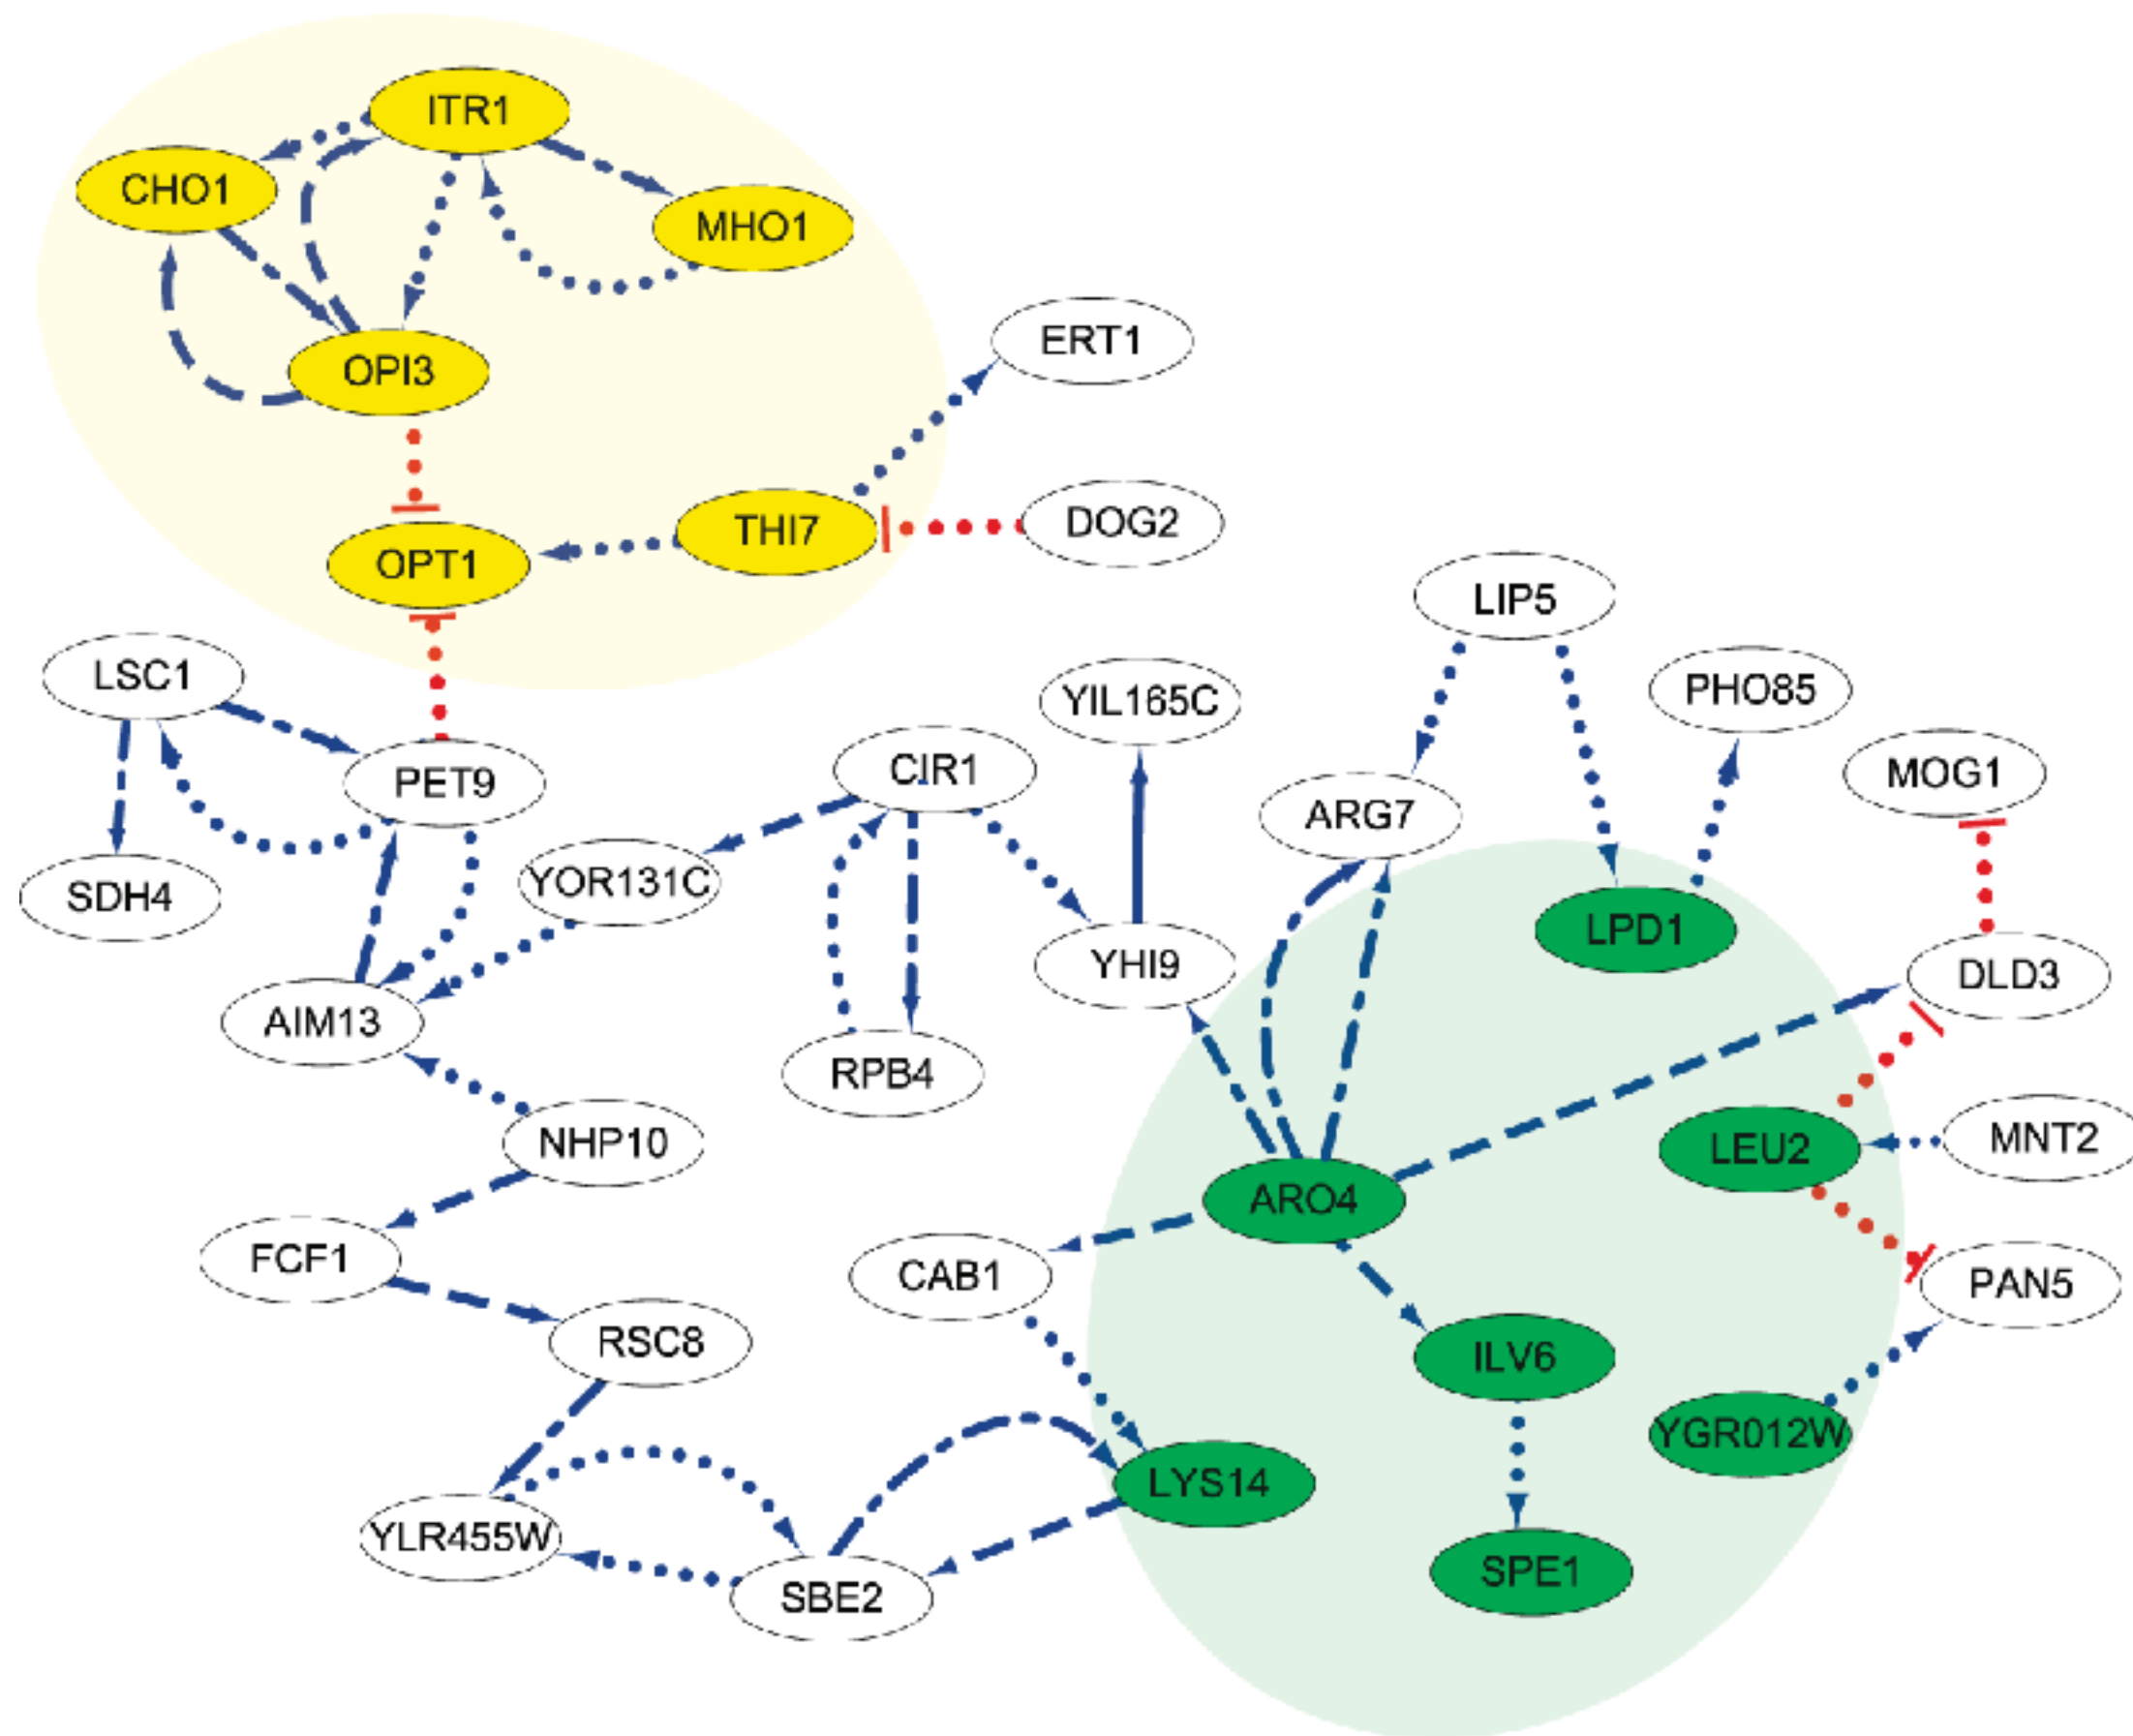 ITR1
CHO1
MHO1
ERT1
OPI3
DOG2
THI7
OPT1
LIP5
LSC1
YIL165C
PHO85
CIR1
MOG1
PET9
ARG7
YOR131C
SDH4
LPD1
YHI9
DLD3
AIM13
RPB4
NHP10
LEU2
MNT2
ARO4
FCF1
CAB1
PAN5
RSC8
ILV6
YGR012W
LYS14
YLR455W
SPE1
SBE2